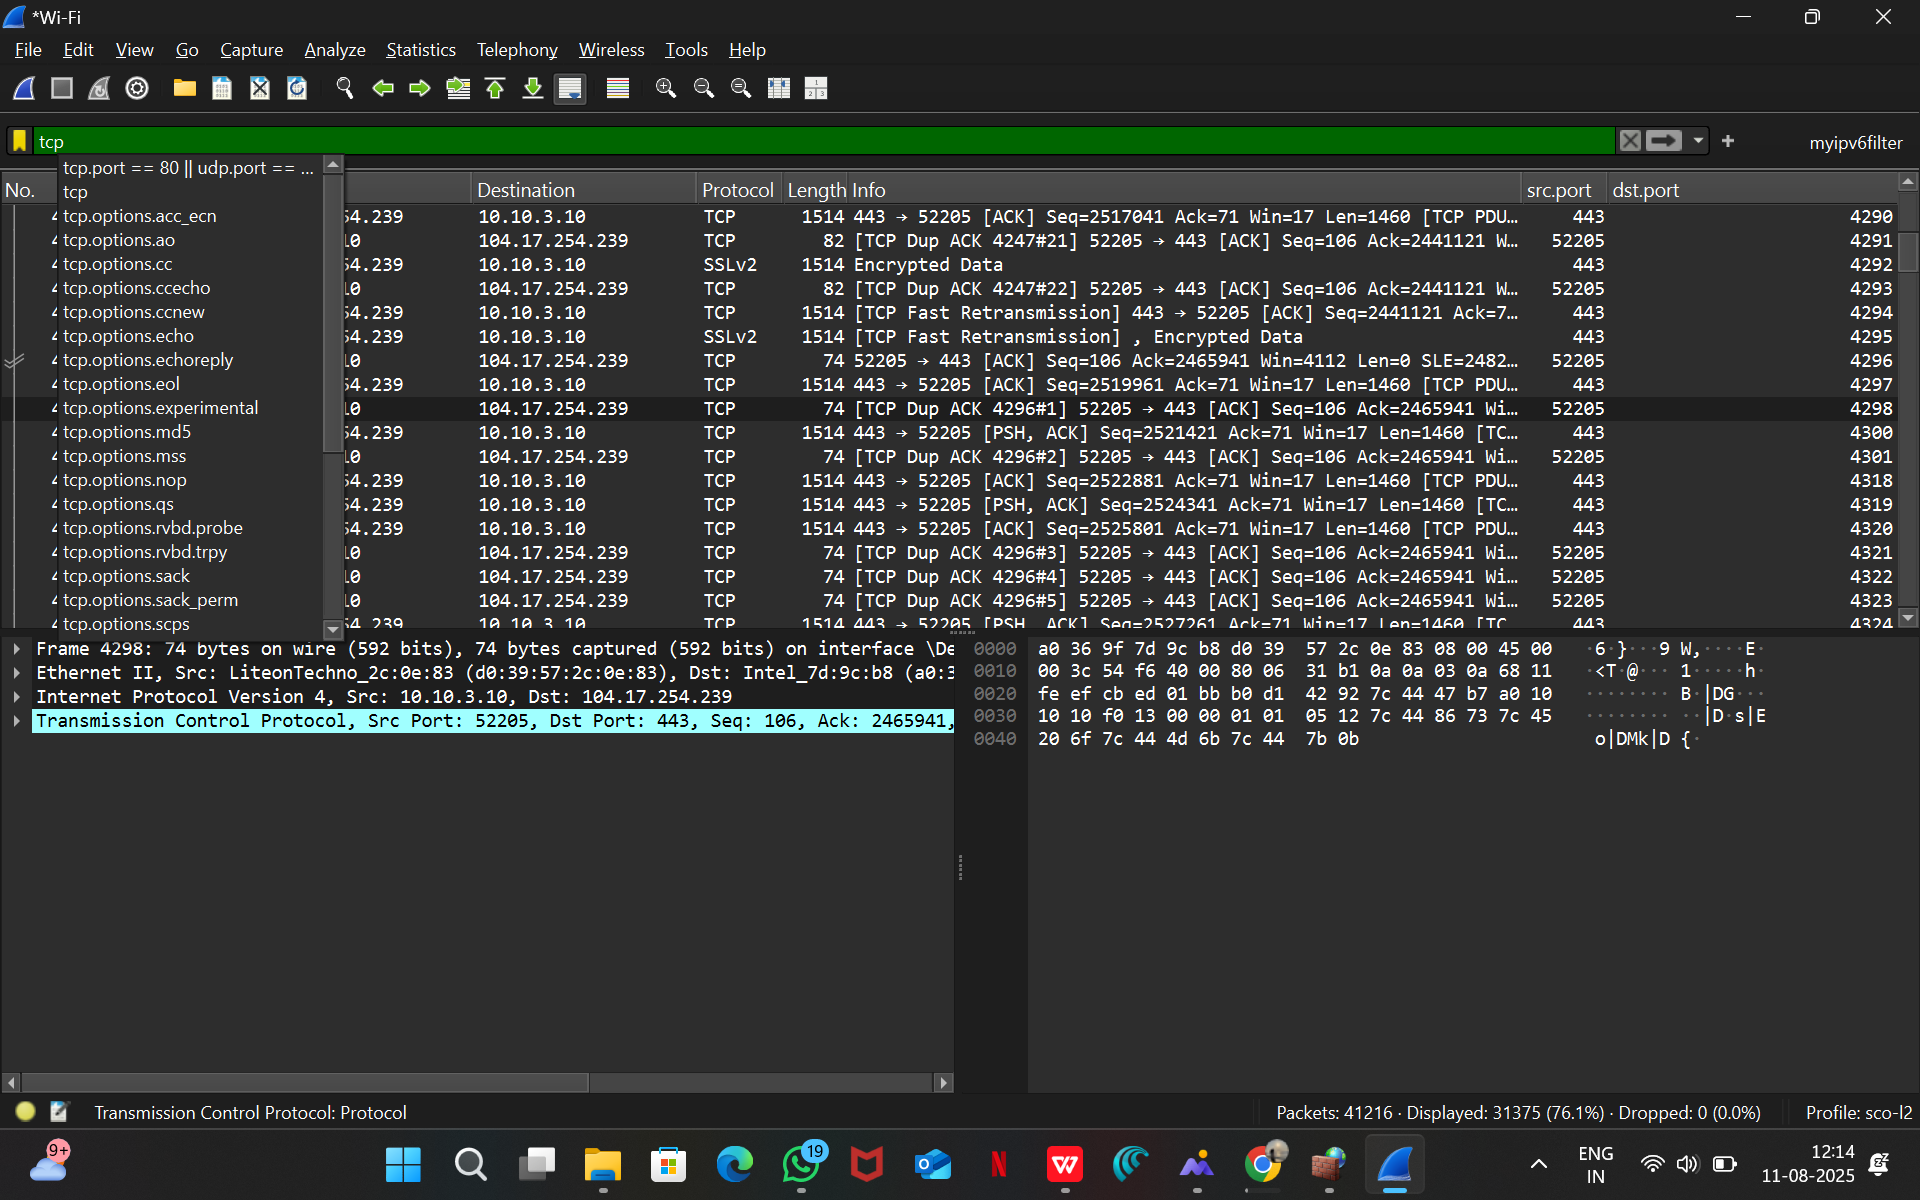 *Wi-Fi
File Edit View Go Capture Analyze Statistics Telephony Wireless Tools Help
tcp
myipv6filter
tcp.port == 80 || udp.port == ...
tcp
tcp.options.acc_ecn
tcp.options.ao
tcp.options.cc
tcp.options.ccecho
tcp.options.ccnew
tcp.options.echo
tcp.options.echoreply
tcp.options.eol
tcp.options.experimental
tcp.options.md5
tcp.options.mss
tcp.options.nop
tcp.options.qs
tcp.options.rvbd.probe
tcp.options.rvbd.trpy
tcp.options.sack
tcp.options.sack_perm
tcp.options.scps
No. Destination Protocol Length Info src.port dst.port
54.239 10.10.3.10 TCP 1514 443 → 52205 [ACK] Seq=2517041 Ack=71 Win=17 Len=1460 [TCP PDU… 443 4290
10 104.17.254.239 TCP 82 [TCP Dup ACK 4247#21] 52205 → 443 [ACK] Seq=106 Ack=2441121 W… 52205 4291
54.239 10.10.3.10 SSLv2 1514 Encrypted Data 443 4292
10 104.17.254.239 TCP 82 [TCP Dup ACK 4247#22] 52205 → 443 [ACK] Seq=106 Ack=2441121 W… 52205 4293
54.239 10.10.3.10 TCP 1514 [TCP Fast Retransmission] 443 → 52205 [ACK] Seq=2441121 Ack=7… 443 4294
54.239 10.10.3.10 SSLv2 1514 [TCP Fast Retransmission] , Encrypted Data 443 4295
10 104.17.254.239 TCP 74 52205 → 443 [ACK] Seq=106 Ack=2465941 Win=4112 Len=0 SLE=2482… 52205 4296
54.239 10.10.3.10 TCP 1514 443 → 52205 [ACK] Seq=2519961 Ack=71 Win=17 Len=1460 [TCP PDU… 443 4297
10 104.17.254.239 TCP 74 [TCP Dup ACK 4296#1] 52205 → 443 [ACK] Seq=106 Ack=2465941 Wi… 52205 4298
54.239 10.10.3.10 TCP 1514 443 → 52205 [PSH, ACK] Seq=2521421 Ack=71 Win=17 Len=1460 [TC… 443 4300
10 104.17.254.239 TCP 74 [TCP Dup ACK 4296#2] 52205 → 443 [ACK] Seq=106 Ack=2465941 Wi… 52205 4301
54.239 10.10.3.10 TCP 1514 443 → 52205 [ACK] Seq=2522881 Ack=71 Win=17 Len=1460 [TCP PDU… 443 4318
54.239 10.10.3.10 TCP 1514 443 → 52205 [PSH, ACK] Seq=2524341 Ack=71 Win=17 Len=1460 [TC… 443 4319
54.239 10.10.3.10 TCP 1514 443 → 52205 [ACK] Seq=2525801 Ack=71 Win=17 Len=1460 [TCP PDU… 443 4320
10 104.17.254.239 TCP 74 [TCP Dup ACK 4296#3] 52205 → 443 [ACK] Seq=106 Ack=2465941 Wi… 52205 4321
10 104.17.254.239 TCP 74 [TCP Dup ACK 4296#4] 52205 → 443 [ACK] Seq=106 Ack=2465941 Wi… 52205 4322
10 104.17.254.239 TCP 74 [TCP Dup ACK 4296#5] 52205 → 443 [ACK] Seq=106 Ack=2465941 Wi… 52205 4323
54.239 10.10.3.10 TCP 1514 443 → 52205 [PSH, ACK] Seq=2527261 Ack=71 Win=17 Len=1460 [TC… 443 4324
Frame 4298: 74 bytes on wire (592 bits), 74 bytes captured (592 bits) on interface \De
Ethernet II, Src: LiteonTechno_2c:0e:83 (d0:39:57:2c:0e:83), Dst: Intel_7d:9c:b8 (a0:3
Internet Protocol Version 4, Src: 10.10.3.10, Dst: 104.17.254.239
Transmission Control Protocol, Src Port: 52205, Dst Port: 443, Seq: 106, Ack: 2465941,
0000 a0 36 9f 7d 9c b8 d0 39 57 2c 0e 83 08 00 45 00 ·6·}···9 W,····E·
0010 00 3c 54 f6 40 00 80 06 31 b1 0a 0a 03 0a 68 11 ·<T·@··· 1·····h·
0020 fe ef cb ed 01 bb b0 d1 42 92 7c 44 47 b7 a0 10 ········ B·|DG···
0030 10 10 f0 13 00 00 01 01 05 12 7c 44 86 73 7c 45 ········ ··|D·s|E
0040 20 6f 7c 44 4d 6b 7c 44 7b 0b o|DMk|D {·
Transmission Control Protocol: Protocol
Packets: 41216 · Displayed: 31375 (76.1%) · Dropped: 0 (0.0%)
Profile: sco-l2
9+
19
ENG
IN
12:14
11-08-2025